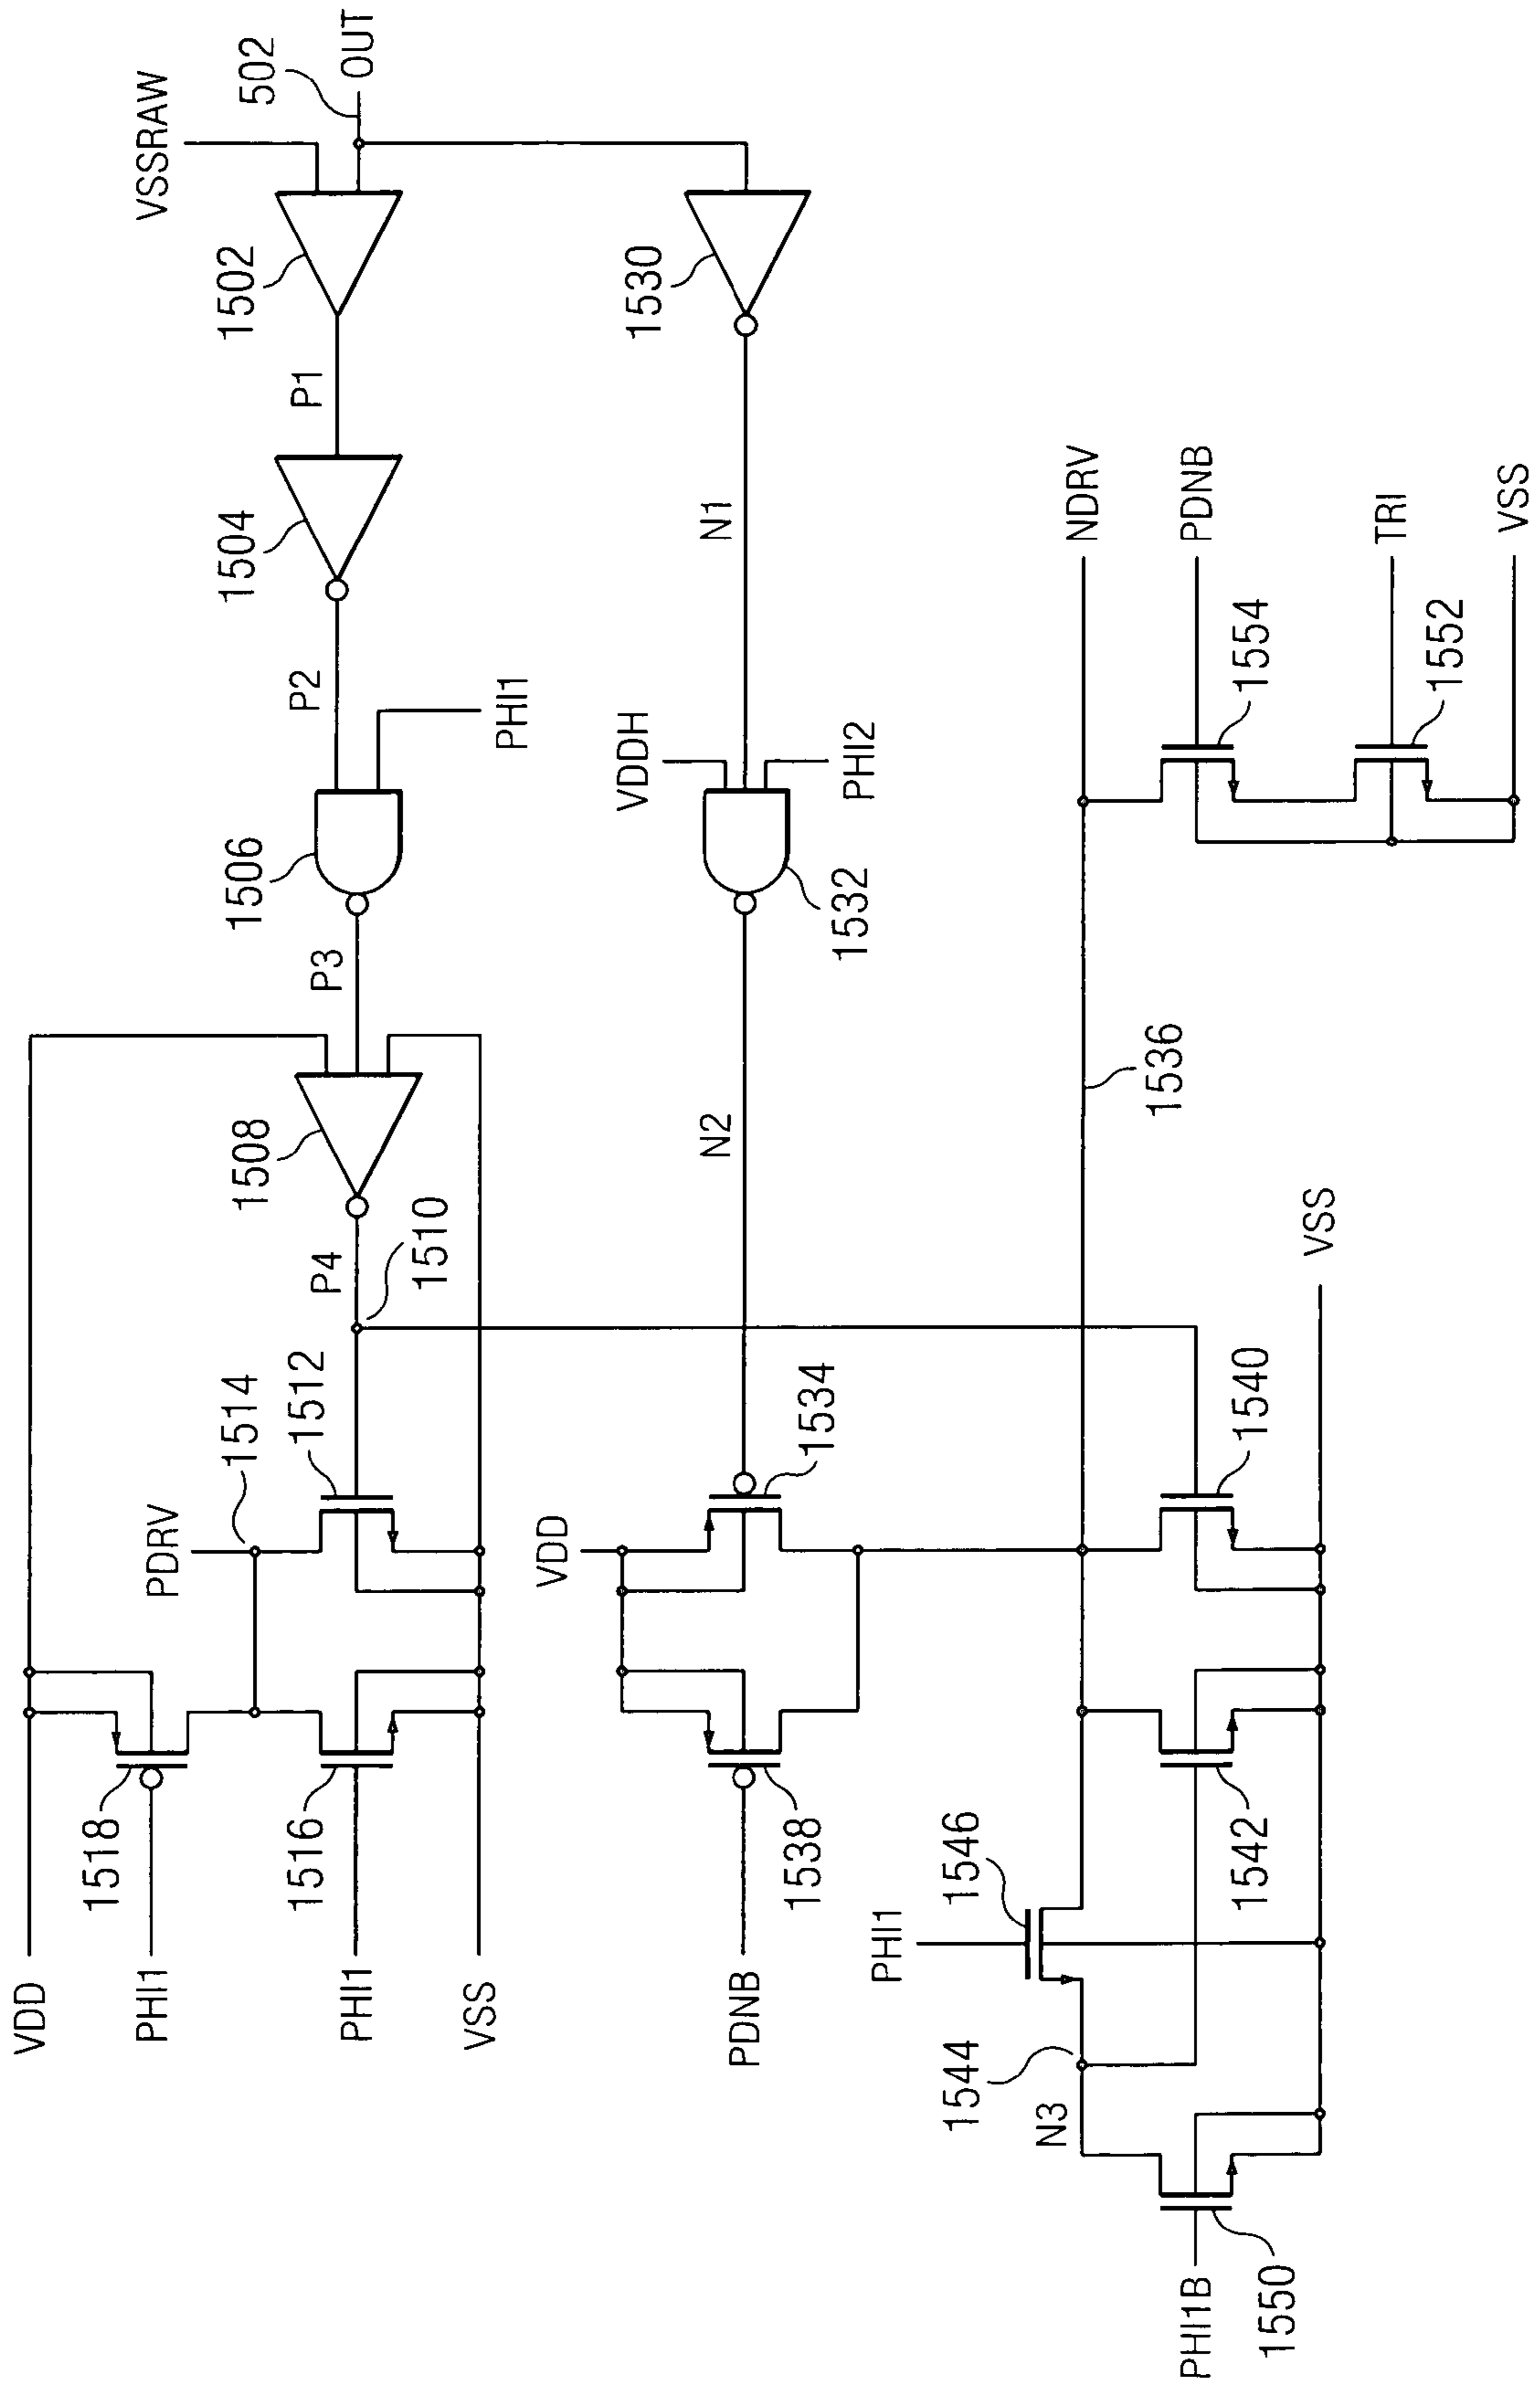 VDD
PHI1
PHI1
VSS
1518
1516
PDRV
1514
1512
P4
1510
1508
P3
1506
P2
PHI1
1504
P1
1502
VSSRAW
502
OUT
PDNB
1538
VDD
1534
N2
1532
VDDH
PHI2
N1
1530
PHI1B
1550
N3
1544
PHI1
1546
1542
1540
VSS
1536
NDRV
PDNB
1554
TRI
1552
VSS